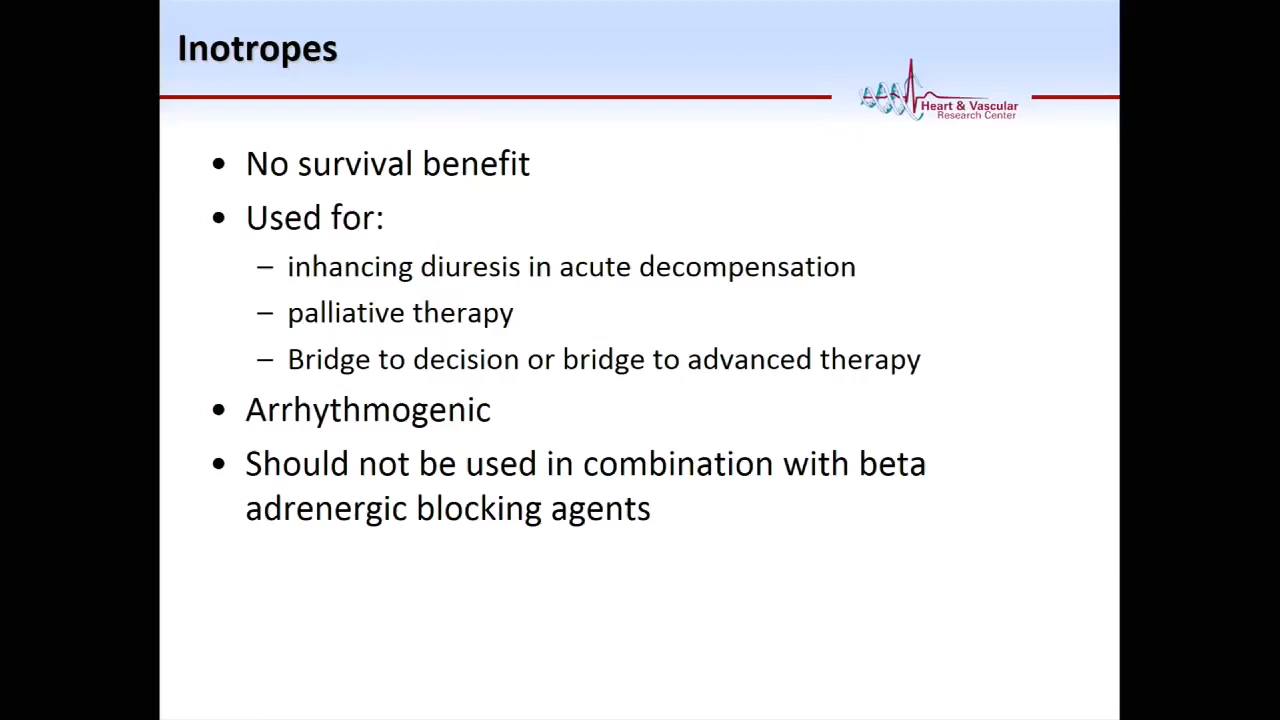 Inotropes
Heart & Vascular
Research Center
• No survival benefit
• Used for:
– inhancing diuresis in acute decompensation
– palliative therapy
– Bridge to decision or bridge to advanced therapy
• Arrhythmogenic
• Should not be used in combination with beta
adrenergic blocking agents